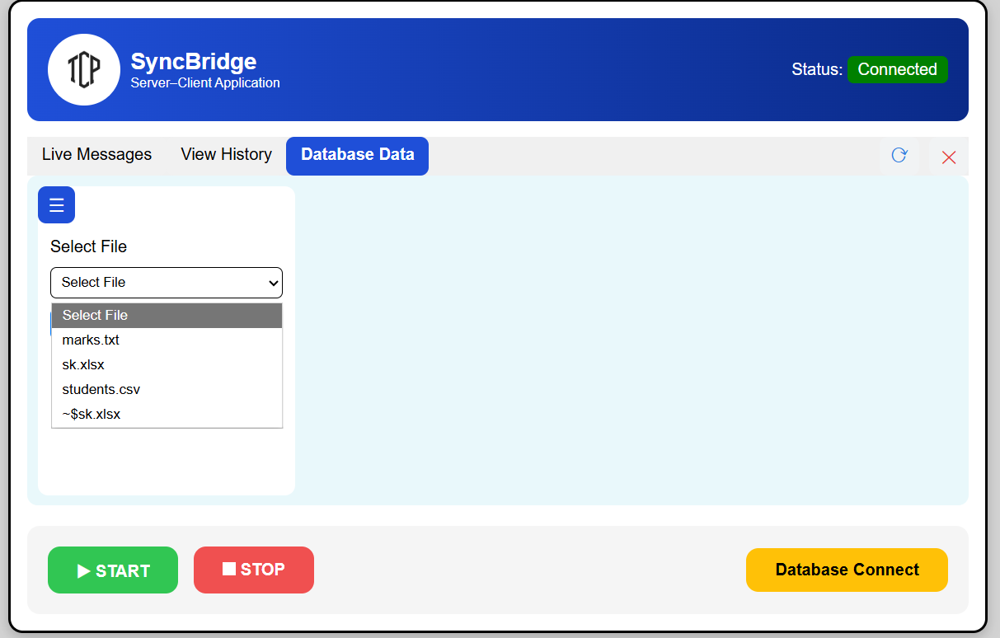 TCP
SyncBridge
Server–Client Application
Status: Connected
Live Messages View History Database Data
Select File
Select File
Select File
marks.txt
sk.xlsx
students.csv
~$sk.xlsx
START STOP Database Connect